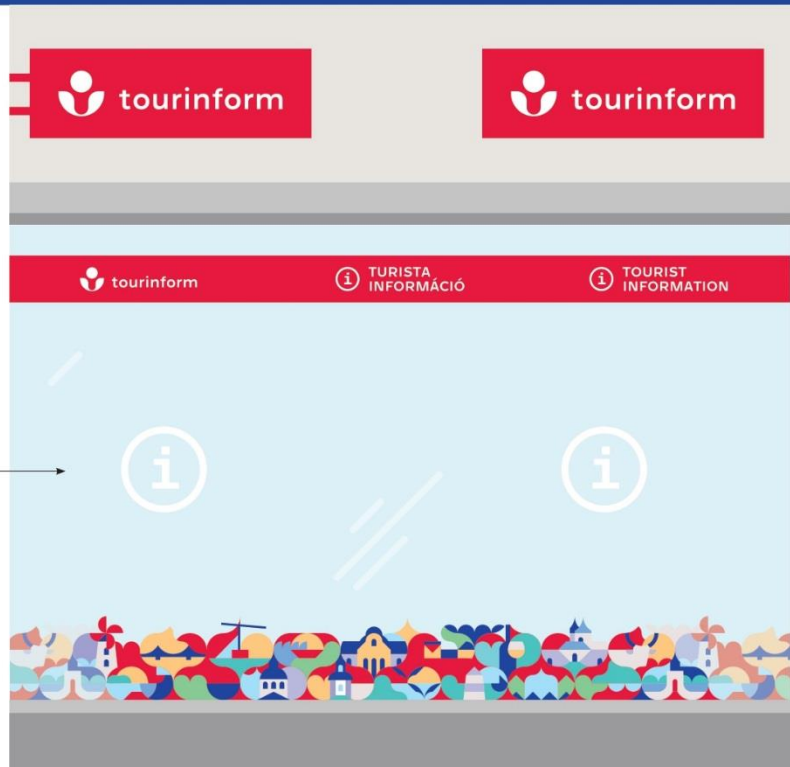 tourinform
tourinform
tourinform
TURISTA
INFORMÁCIÓ
TOURIST
INFORMATION